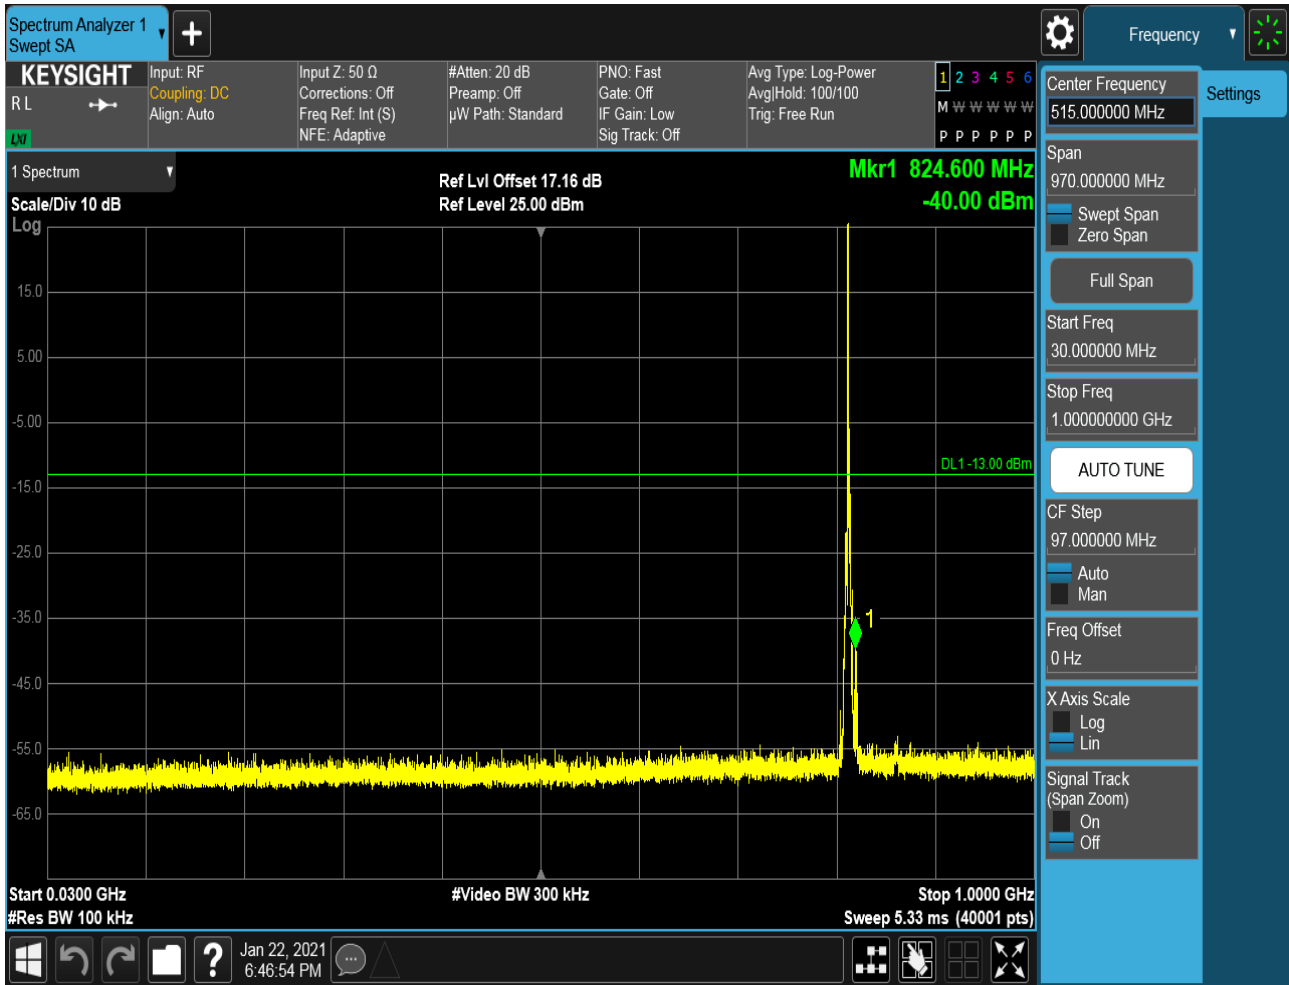 Spectrum Analyzer 1
Swept SA
Frequency
KEYSIGHT
R L
LXI
Input: RF
Coupling: DC
Align: Auto
Input Z: 50 Ω
Corrections: Off
Freq Ref: Int (S)
NFE: Adaptive
#Atten: 20 dB
Preamp: Off
µW Path: Standard
PNO: Fast
Gate: Off
IF Gain: Low
Sig Track: Off
Avg Type: Log-Power
Avg|Hold: 100/100
Trig: Free Run
1 2 3 4 5 6
M W W W W W
P P P P P P
1 Spectrum
Scale/Div 10 dB
Log
Ref Lvl Offset 17.16 dB
Ref Level 25.00 dBm
Mkr1 824.600 MHz
-40.00 dBm
15.0
5.00
-5.00
DL1 -13.00 dBm
-15.0
-25.0
-35.0
1
-45.0
-55.0
-65.0
Start 0.0300 GHz
#Res BW 100 kHz
#Video BW 300 kHz
Stop 1.0000 GHz
Sweep 5.33 ms (40001 pts)
Center Frequency
515.000000 MHz
Settings
Span
970.000000 MHz
Swept Span
Zero Span
Full Span
Start Freq
30.000000 MHz
Stop Freq
1.000000000 GHz
AUTO TUNE
CF Step
97.000000 MHz
Auto
Man
Freq Offset
0 Hz
X Axis Scale
Log
Lin
Signal Track
(Span Zoom)
On
Off
?
Jan 22, 2021
6:46:54 PM